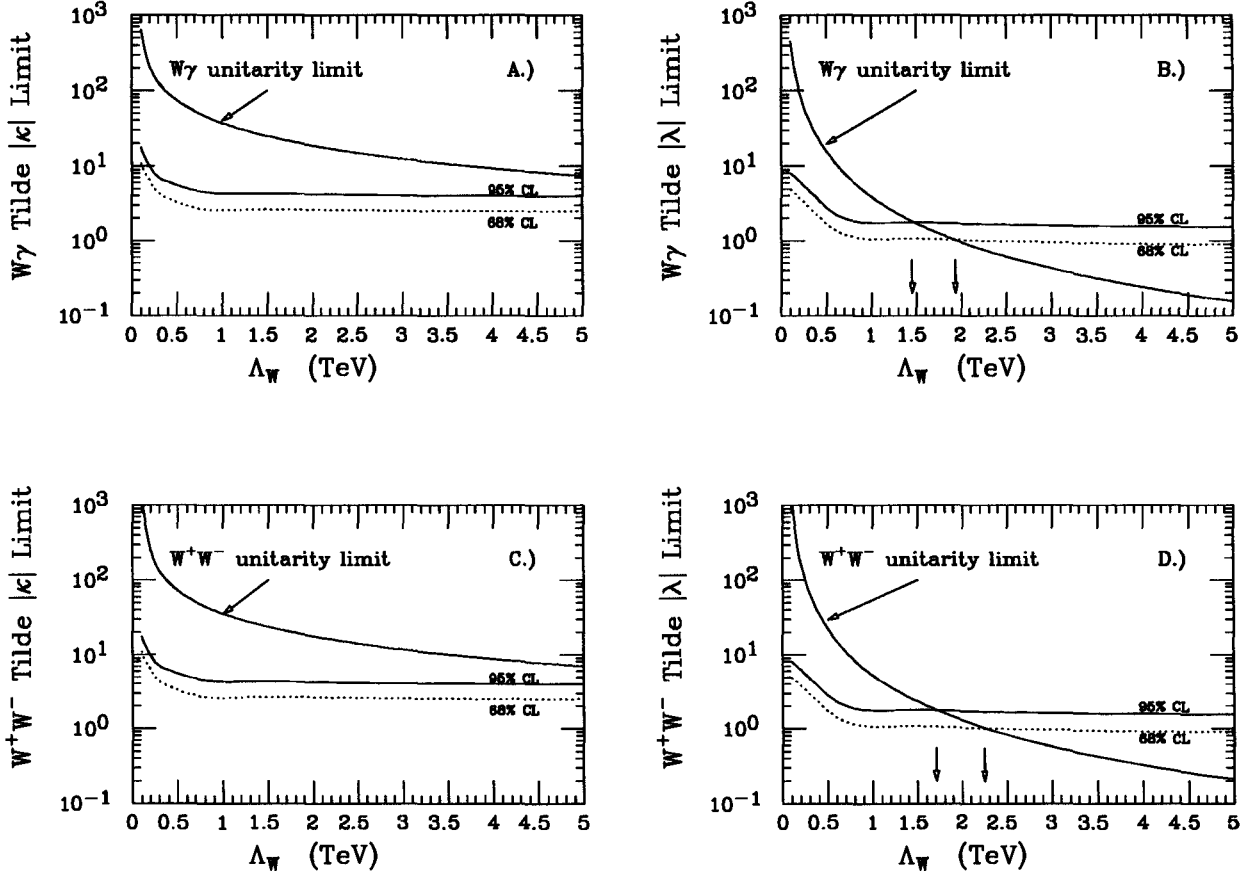 Wγ Tilde |κ| Limit
10³
10²
10¹
10⁰
10⁻¹
Wγ unitarity limit
A.)
95% CL
68% CL
0 0.5 1 1.5 2 2.5 3 3.5 4 4.5 5
Λ_W (TeV)
Wγ Tilde |λ| Limit
10³
10²
10¹
10⁰
10⁻¹
Wγ unitarity limit
B.)
95% CL
68% CL
0 0.5 1 1.5 2 2.5 3 3.5 4 4.5 5
Λ_W (TeV)
W⁺W⁻ Tilde |κ| Limit
10³
10²
10¹
10⁰
10⁻¹
W⁺W⁻ unitarity limit
C.)
95% CL
68% CL
0 0.5 1 1.5 2 2.5 3 3.5 4 4.5 5
Λ_W (TeV)
W⁺W⁻ Tilde |λ| Limit
10³
10²
10¹
10⁰
10⁻¹
W⁺W⁻ unitarity limit
D.)
95% CL
68% CL
0 0.5 1 1.5 2 2.5 3 3.5 4 4.5 5
Λ_W (TeV)